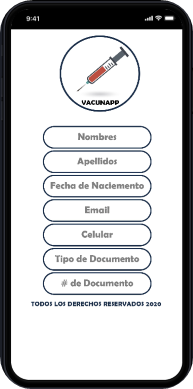 9:41
VACUNAPP
Nombres
Apellidos
Fecha de Naclemento
Email
Celular
Tipo de Documento
# de Documento
TODOS LOS DERECHOS RESERVADOS 2020